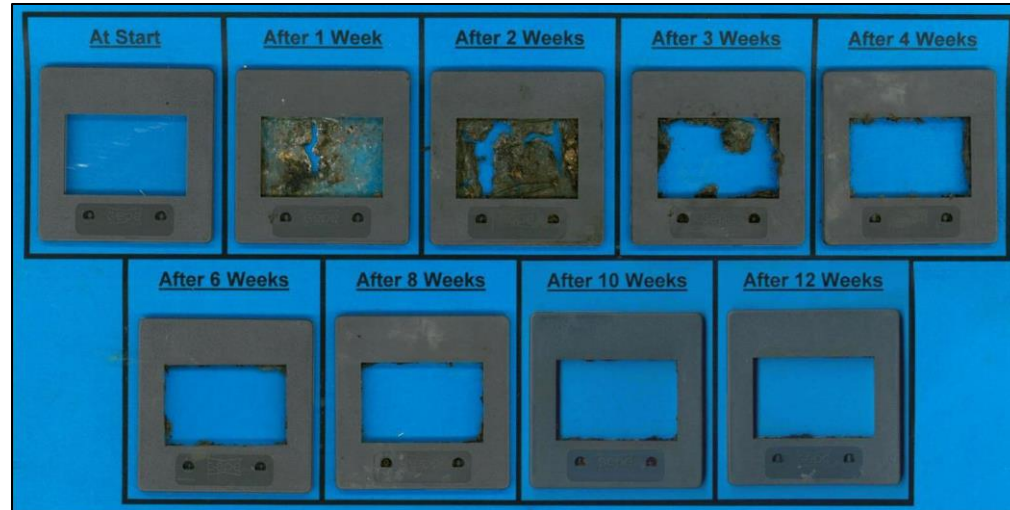 At Start
After 1 Week
After 2 Weeks
After 3 Weeks
After 4 Weeks
After 6 Weeks
After 8 Weeks
After 10 Weeks
After 12 Weeks